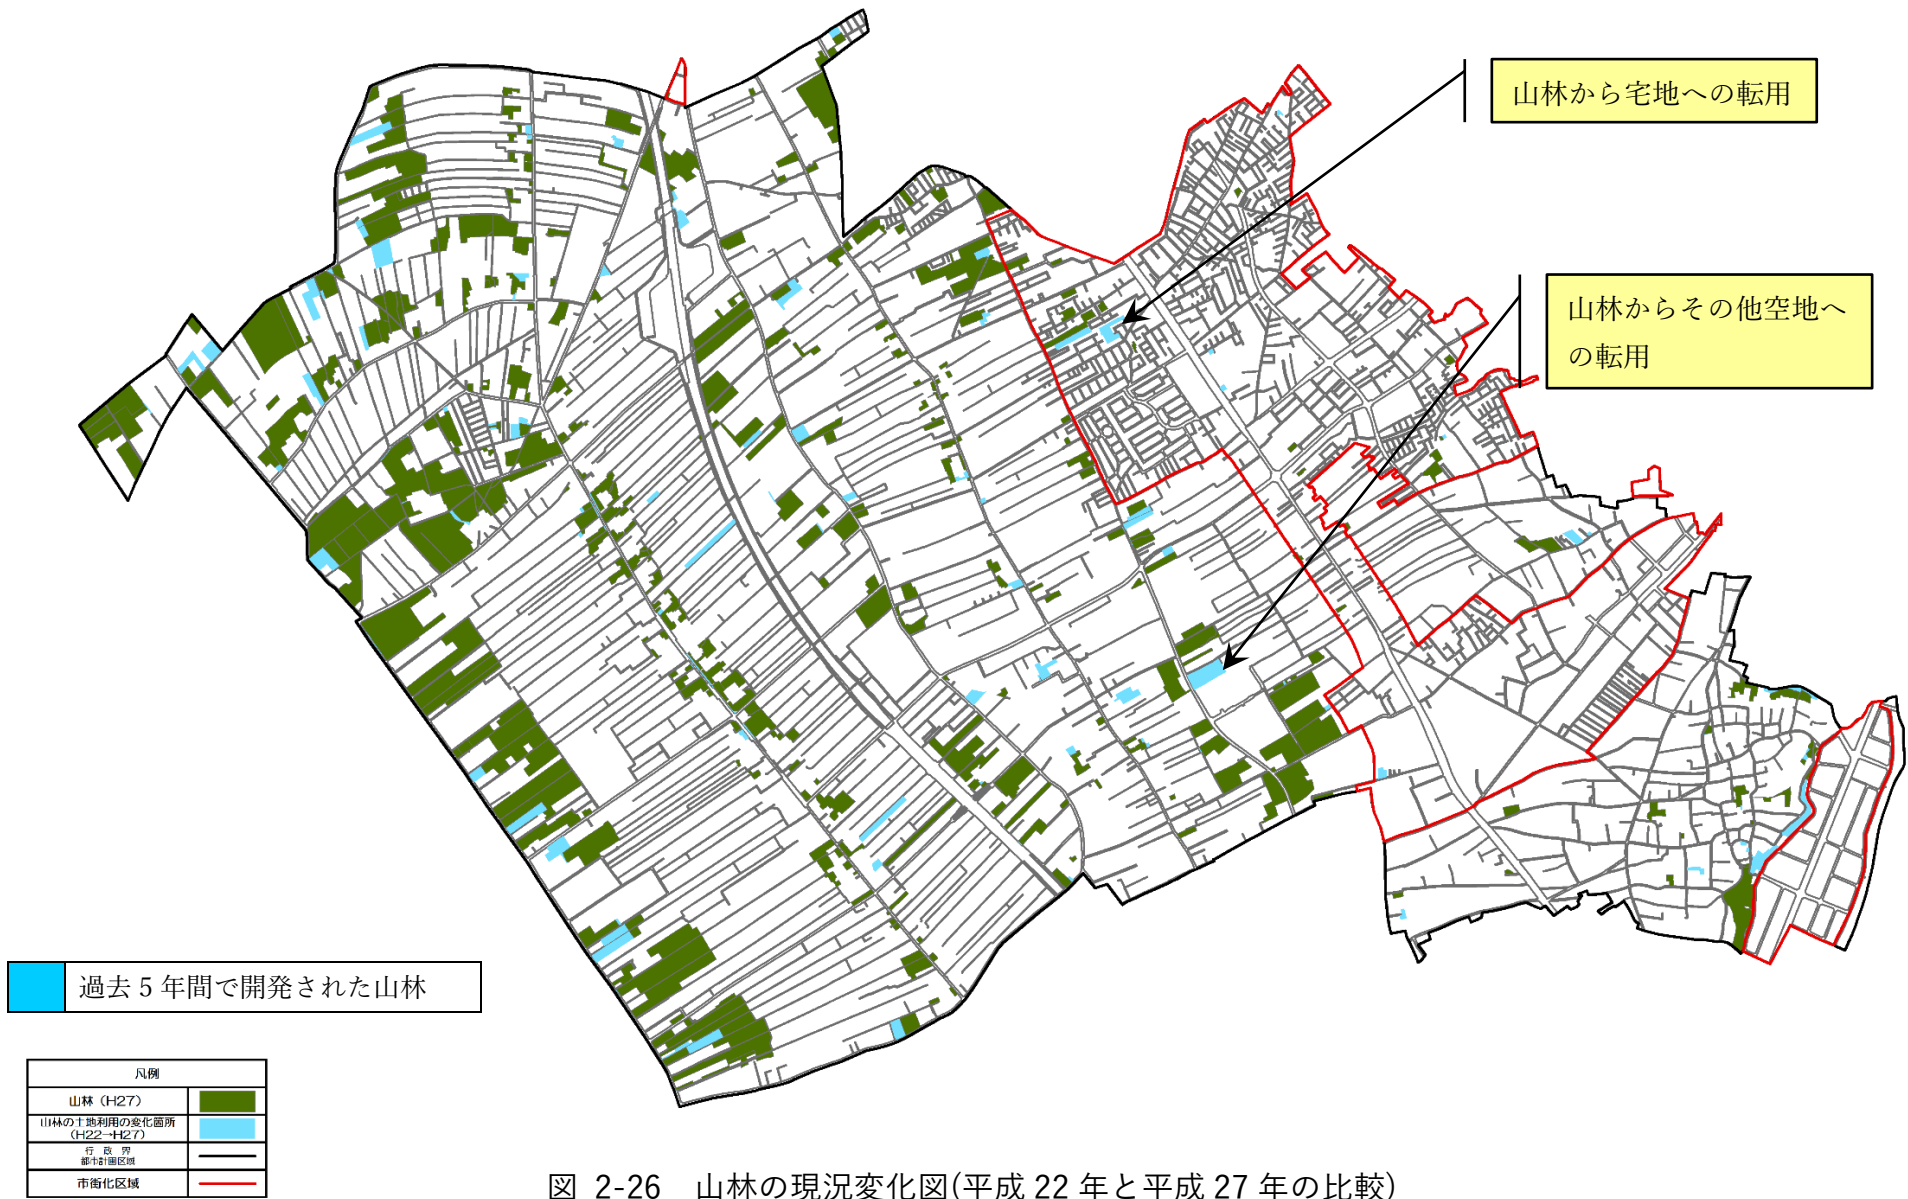 山林から宅地への転用
山林からその他空地へ
の転用
過去 5 年間で開発された山林
凡例
山林（H27）
山林の土地利用の変化箇所
(H22→H27)
行 政 界
都市計画区域
市街化区域
図 2-26 山林の現況変化図(平成 22 年と平成 27 年の比較)